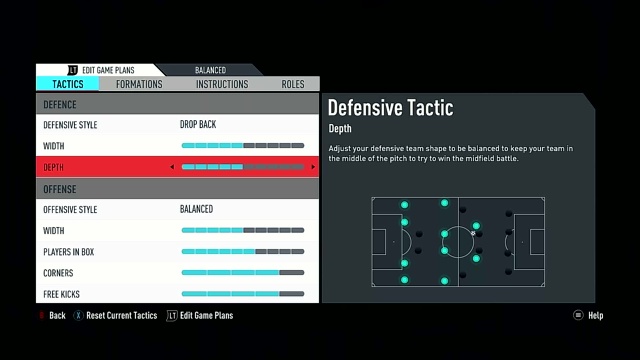 LT EDIT GAME PLANS BALANCED
TACTICS FORMATIONS INSTRUCTIONS ROLES
DEFENCE
DEFENSIVE STYLE DROP BACK
WIDTH
DEPTH
OFFENSE
OFFENSIVE STYLE BALANCED
WIDTH
PLAYERS IN BOX
CORNERS
FREE KICKS
Defensive Tactic
Depth
Adjust your defensive team shape to be balanced to keep your team in
the middle of the pitch to try to win the midfield battle.
Back X Reset Current Tactics LT Edit Game Plans Help